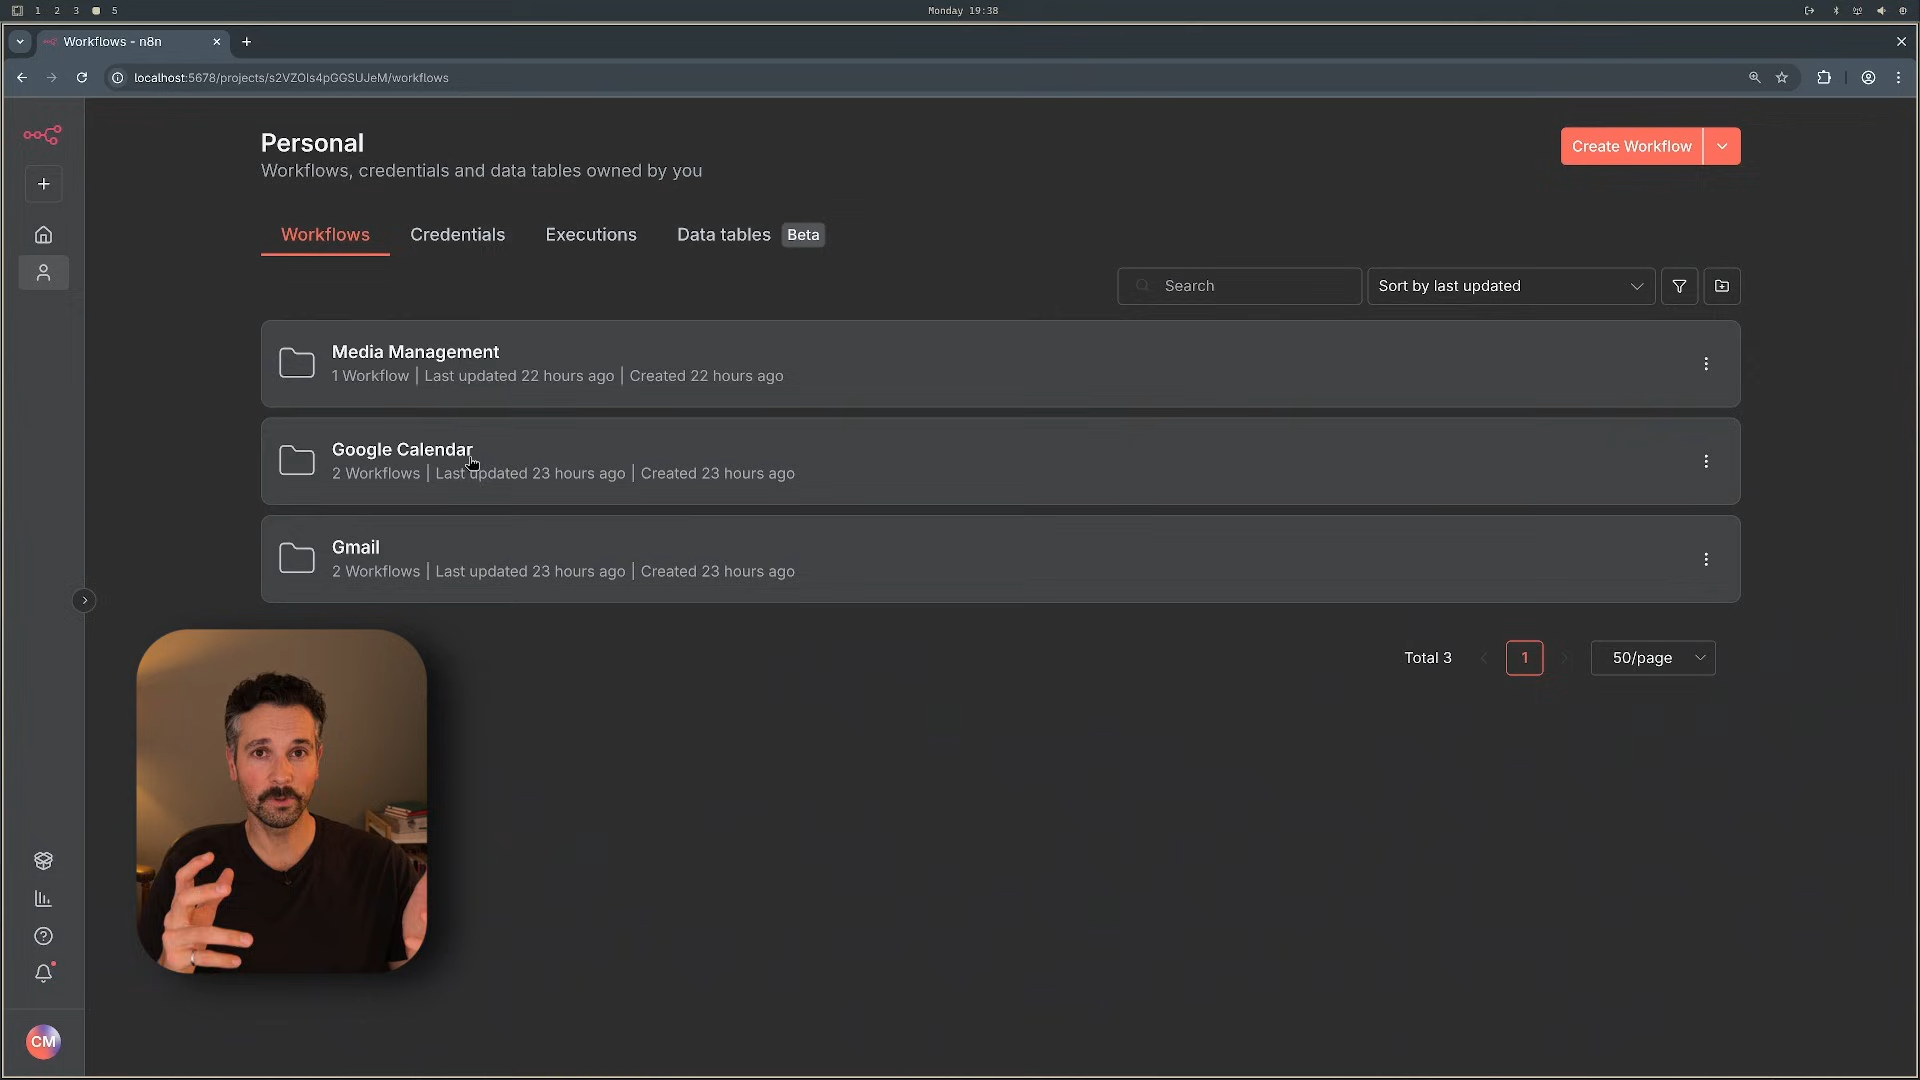 1 2 3 5
Monday 19:38
Workflows - n8n
localhost:5678/projects/s2VZOIs4pGGSUJeM/workflows
Personal
Workflows, credentials and data tables owned by you
Create Workflow
Workflows
Credentials
Executions
Data tables
Beta
Search
Sort by last updated
Media Management
1 Workflow | Last updated 22 hours ago | Created 22 hours ago
Google Calendar
2 Workflows | Last updated 23 hours ago | Created 23 hours ago
Gmail
2 Workflows | Last updated 23 hours ago | Created 23 hours ago
Total 3
1
50/page
CM